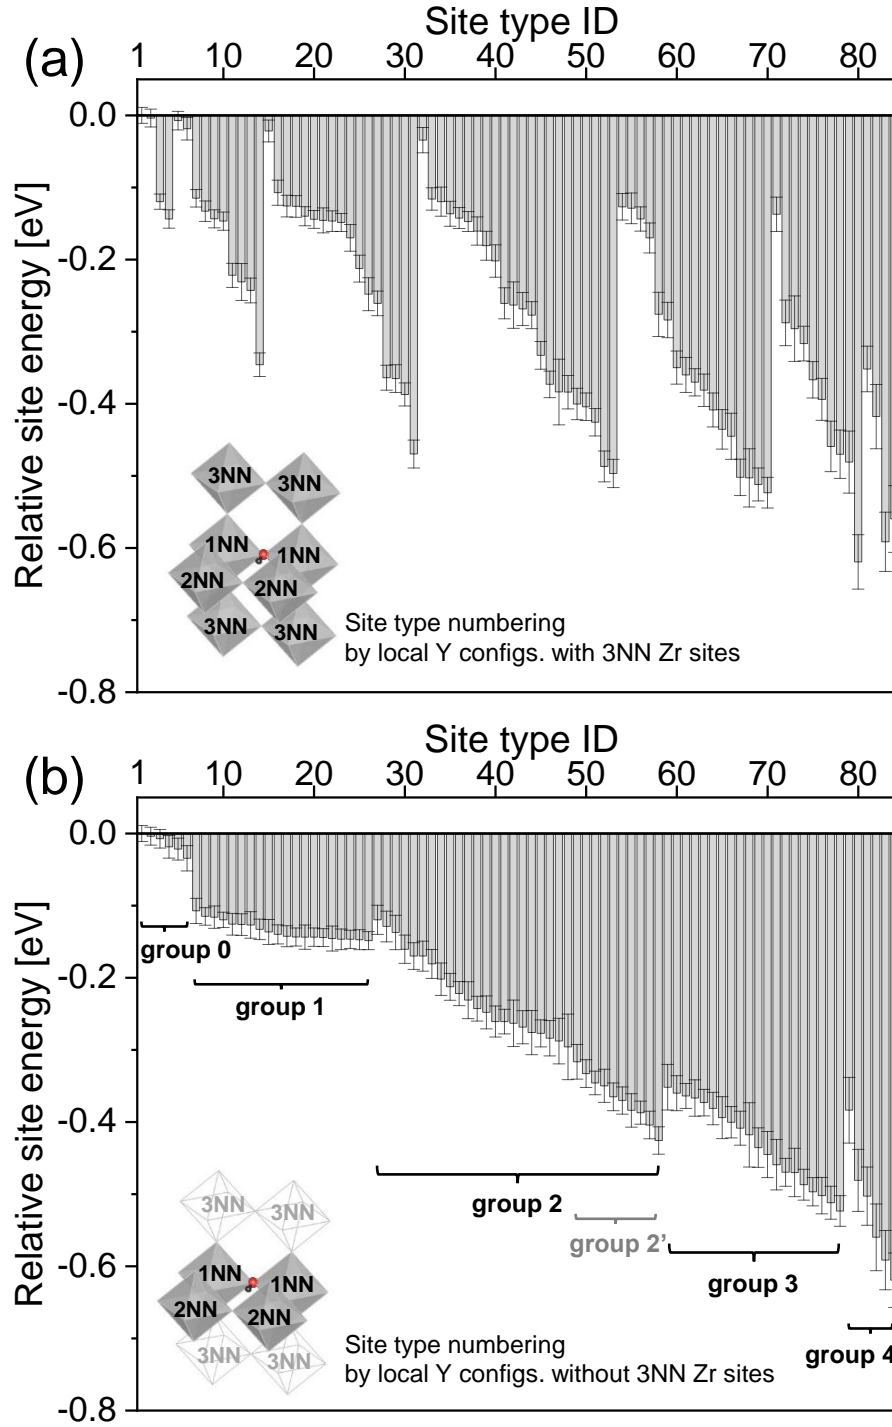 (a)
Site type ID
1 10 20 30 40 50 60 70 80
Relative site energy [eV]
0.0
-0.2
-0.4
-0.6
-0.8
3NN 3NN
1NN 1NN
2NN 2NN
3NN 3NN
Site type numbering
by local Y configs. with 3NN Zr sites
(b)
Site type ID
1 10 20 30 40 50 60 70 80
Relative site energy [eV]
0.0
-0.2
-0.4
-0.6
-0.8
group 0
group 1
group 2
group 2’
group 3
group 4
3NN 3NN
1NN 1NN
2NN 2NN
3NN 3NN
Site type numbering
by local Y configs. without 3NN Zr sites